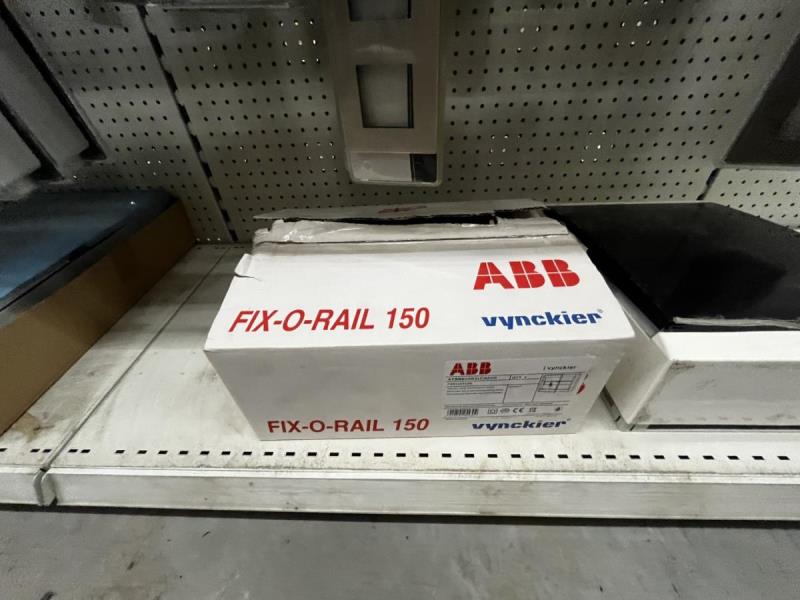 ABB
FIX-O-RAIL 150
vynckier®
ABB
vynckier
FIX-O-RAIL 150
vynckier